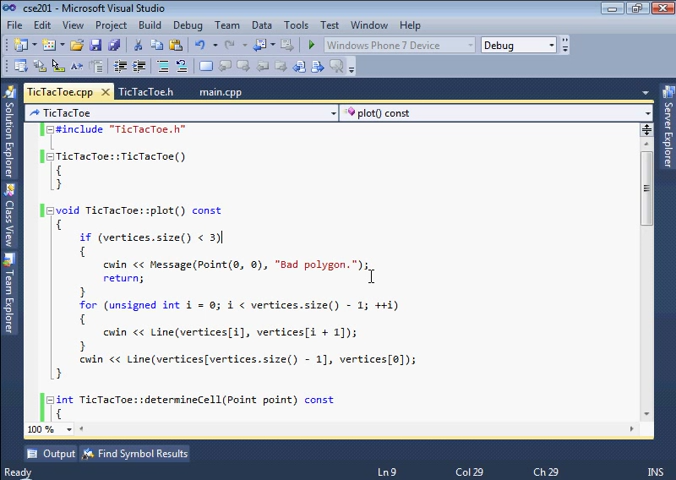 cse201 - Microsoft Visual Studio
File Edit View Project Build Debug Team Data Tools Test Window Help
Windows Phone 7 Device Debug
TicTacToe.cpp TicTacToe.h main.cpp
TicTacToe plot() const
#include "TicTacToe.h"
TicTacToe::TicTacToe()
{
}
void TicTacToe::plot() const
{
if (vertices.size() < 3)
{
cwin << Message(Point(0, 0), "Bad polygon.");
return;
}
for (unsigned int i = 0; i < vertices.size() - 1; ++i)
{
cwin << Line(vertices[i], vertices[i + 1]);
}
cwin << Line(vertices[vertices.size() - 1], vertices[0]);
}
int TicTacToe::determineCell(Point point) const
{
100 %
Solution Explorer
Class View
Team Explorer
Server Explorer
Output Find Symbol Results
Ready Ln 9 Col 29 Ch 29 INS